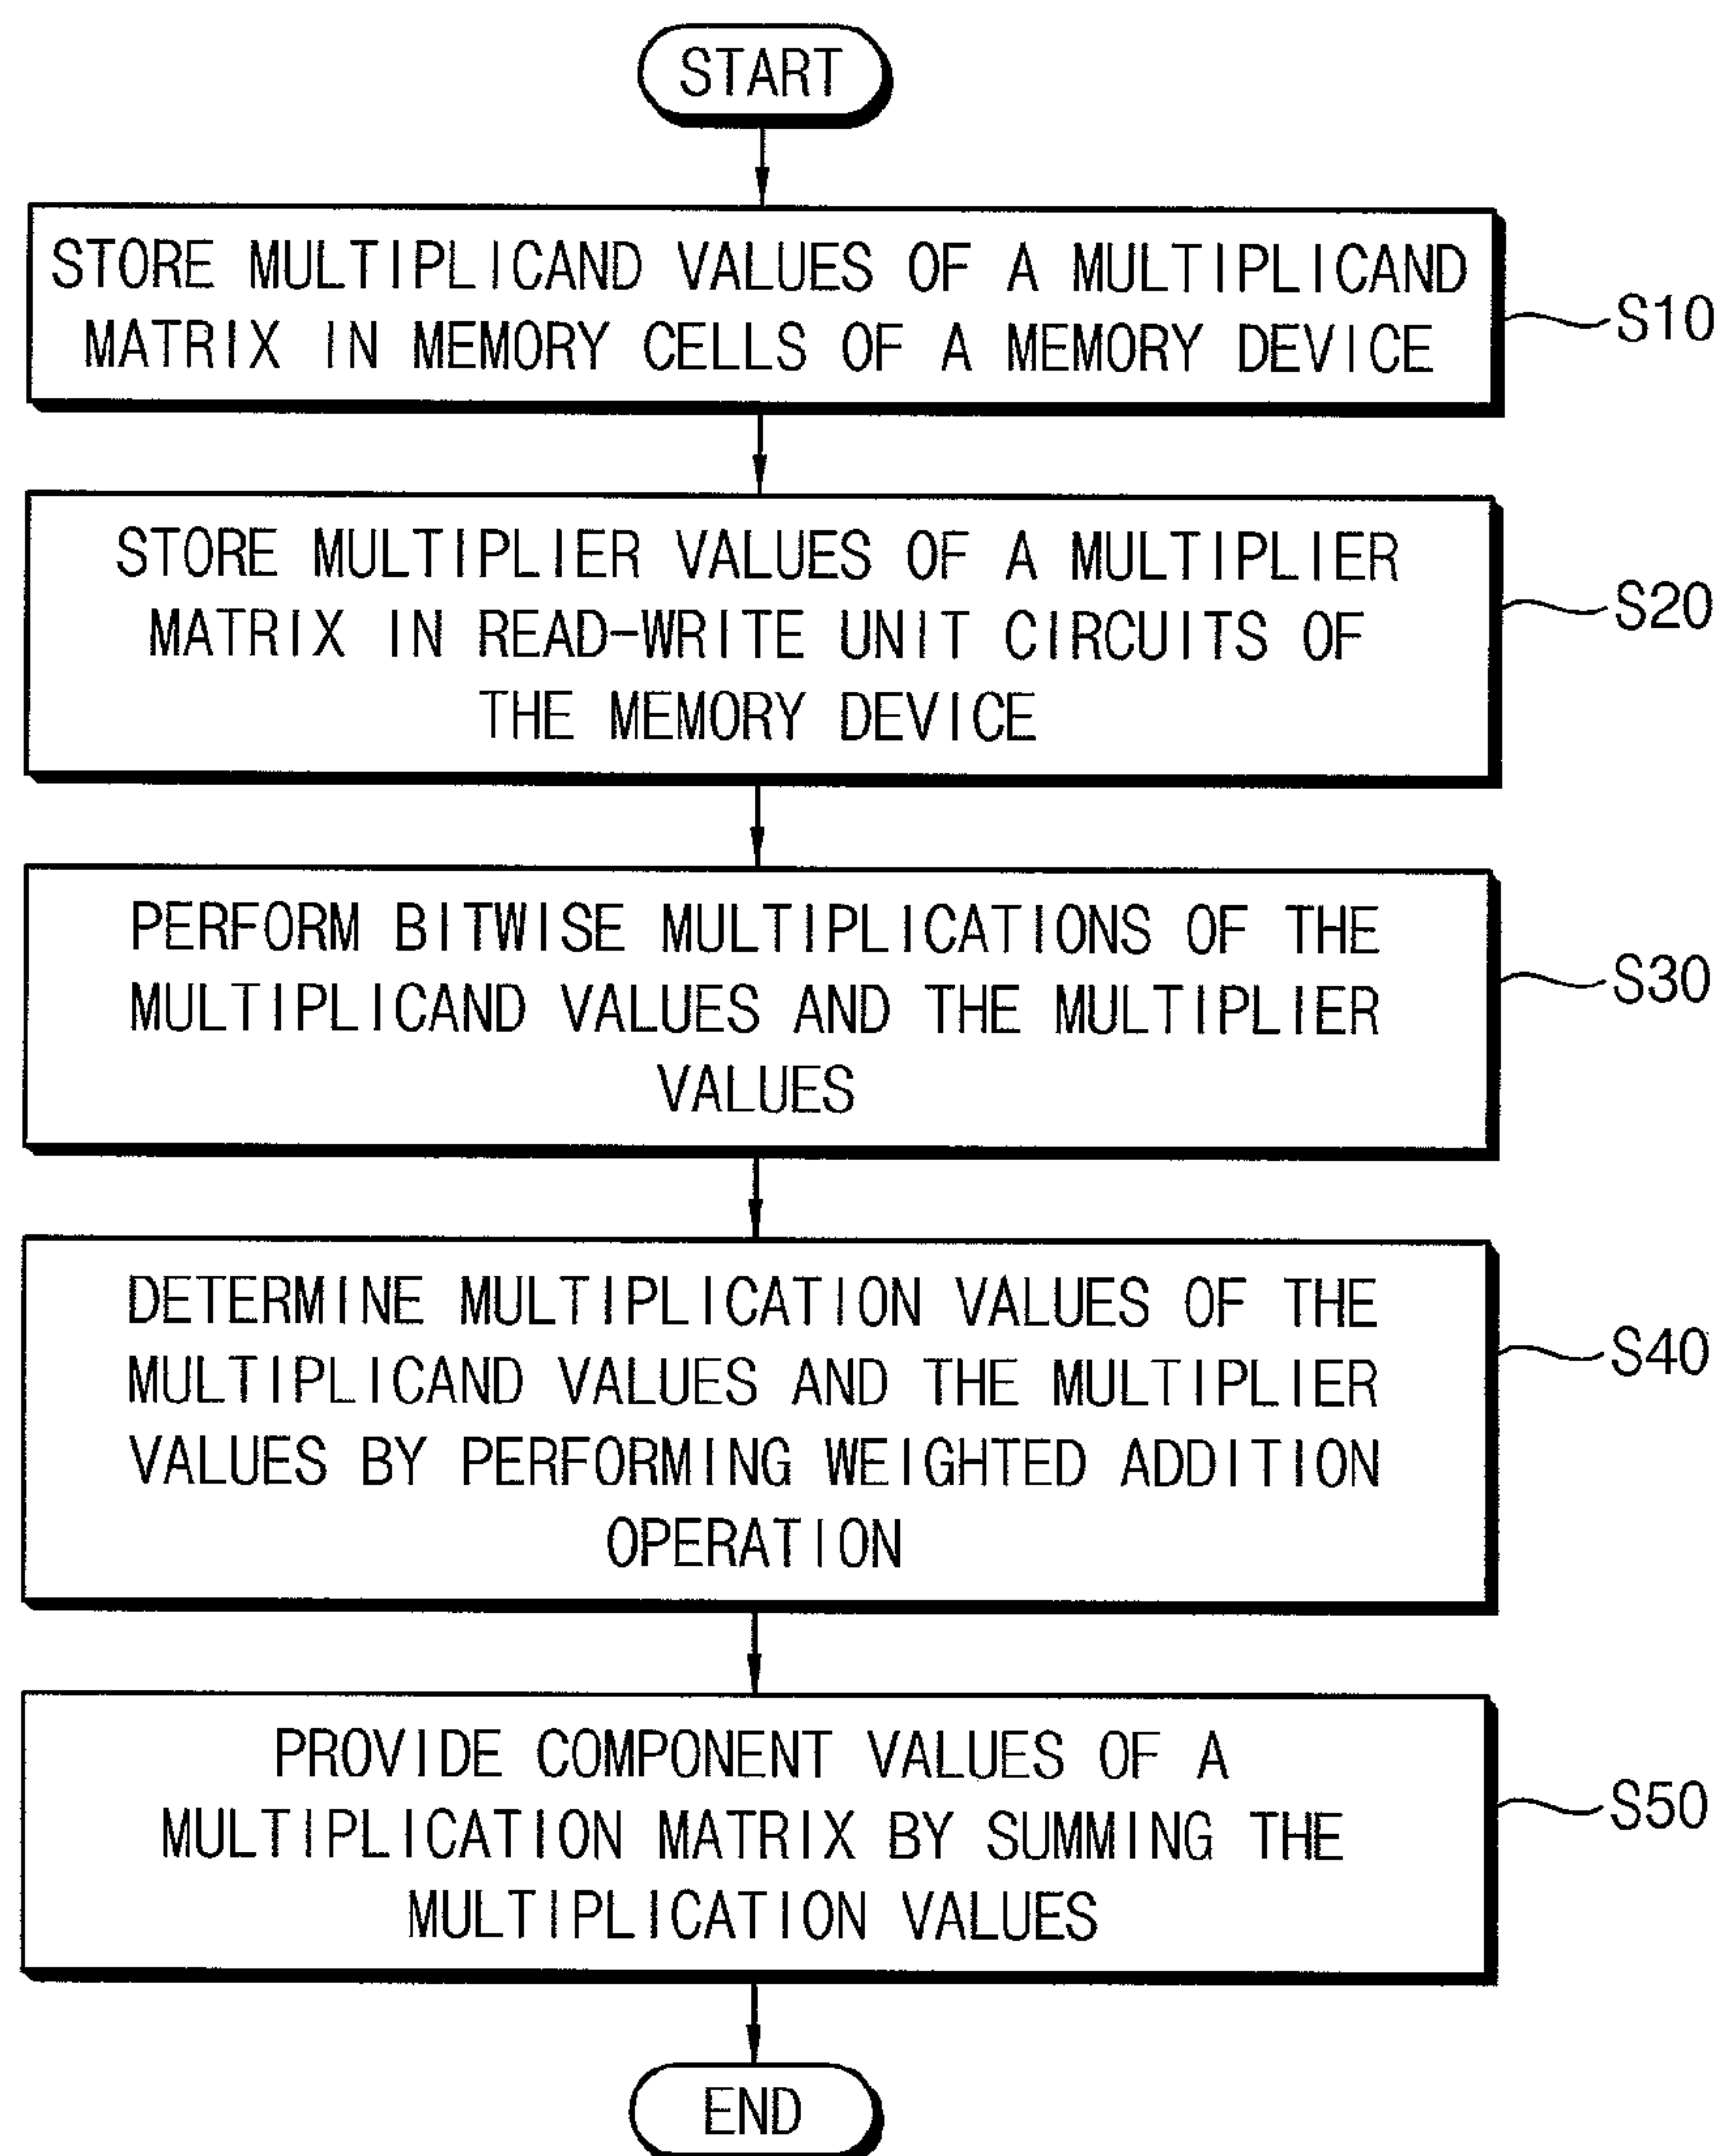 START
STORE MULTIPLICAND VALUES OF A MULTIPLICAND
MATRIX IN MEMORY CELLS OF A MEMORY DEVICE
S10
STORE MULTIPLIER VALUES OF A MULTIPLIER
MATRIX IN READ-WRITE UNIT CIRCUITS OF
THE MEMORY DEVICE
S20
PERFORM BITWISE MULTIPLICATIONS OF THE
MULTIPLICAND VALUES AND THE MULTIPLIER
VALUES
S30
DETERMINE MULTIPLICATION VALUES OF THE
MULTIPLICAND VALUES AND THE MULTIPLIER
VALUES BY PERFORMING WEIGHTED ADDITION
OPERATION
S40
PROVIDE COMPONENT VALUES OF A
MULTIPLICATION MATRIX BY SUMMING THE
MULTIPLICATION VALUES
S50
END